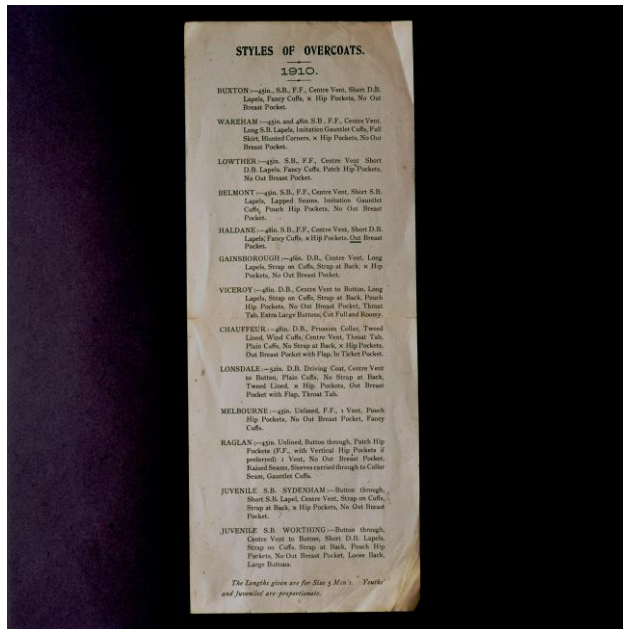 STYLES OF OVERCOATS.
1910.
BUXTON:—45in., S.B., F.F., Centre Vent, Short D.B.
Lapels, Fancy Cuffs, × Hip Pockets, No Out
Breast Pocket.
WAREHAM:—45in. and 48in. S.B., F.F., Centre Vent,
Long S.B. Lapels, Imitation Gauntlet Cuffs, Full
Skirt, Blunted Corners, × Hip Pockets, No Out
Breast Pocket.
LOWTHER:—45in. S.B., F.F., Centre Vent Short
D.B. Lapels, Fancy Cuffs, Patch Hip Pockets,
No Out Breast Pocket.
BELMONT:—45in. S.B., F.F., Centre Vent, Short S.B.
Lapels, Lapped Seams, Imitation Gauntlet
Cuffs, Pouch Hip Pockets, No Out Breast
Pocket.
HALDANE:—48in. S.B., F.F., Centre Vent, Short D.B.
Lapels, Fancy Cuffs, × Hip Pockets, Out Breast
Pocket.
GAINSBOROUGH:—46in. D.B., Centre Vent, Long
Lapels, Strap on Cuffs, Strap at Back, × Hip
Pockets, No Out Breast Pocket.
VICEROY:—48in. D.B., Centre Vent to Button, Long
Lapels, Strap on Cuffs, Strap at Back, Pouch
Hip Pockets, No Out Breast Pocket, Throat
Tab, Extra Large Buttons, Cut Full and Roomy.
CHAUFFEUR:—48in. D.B., Prussian Collar, Tweed
Lined, Wind Cuffs, Centre Vent, Throat Tab,
Plain Cuffs, No Strap at Back, × Hip Pockets,
Out Breast Pocket with Flap, In Ticket Pocket.
LONSDALE:—52in. D.B. Driving Coat, Centre Vent
to Button, Plain Cuffs, No Strap at Back,
Tweed Lined, × Hip Pockets, Out Breast
Pocket with Flap, Throat Tab.
MELBOURNE:—45in. Unlined, F.F., 1 Vent, Pouch
Hip Pockets, No Out Breast Pocket, Fancy
Cuffs.
RAGLAN:—45in. Unlined, Button through, Patch Hip
Pockets (F.F., with Vertical Hip Pockets if
preferred) 1 Vent, No Out Breast Pocket,
Raised Seams, Sleeves carried through to Collar
Seam, Gauntlet Cuffs.
JUVENILE S.B. SYDENHAM:—Button through,
Short S.B. Lapel, Centre Vent, Strap on Cuffs,
Strap at Back, × Hip Pockets, No Out Breast
Pocket.
JUVENILE S.B. WORTHING:—Button through,
Centre Vent to Button, Short D.B. Lapels,
Strap on Cuffs, Strap at Back, Pouch Hip
Pockets, No Out Breast Pocket, Loose Back,
Large Buttons.
The Lengths given are for Size 5 Men's. Youths'
and Juveniles' are proportionate.